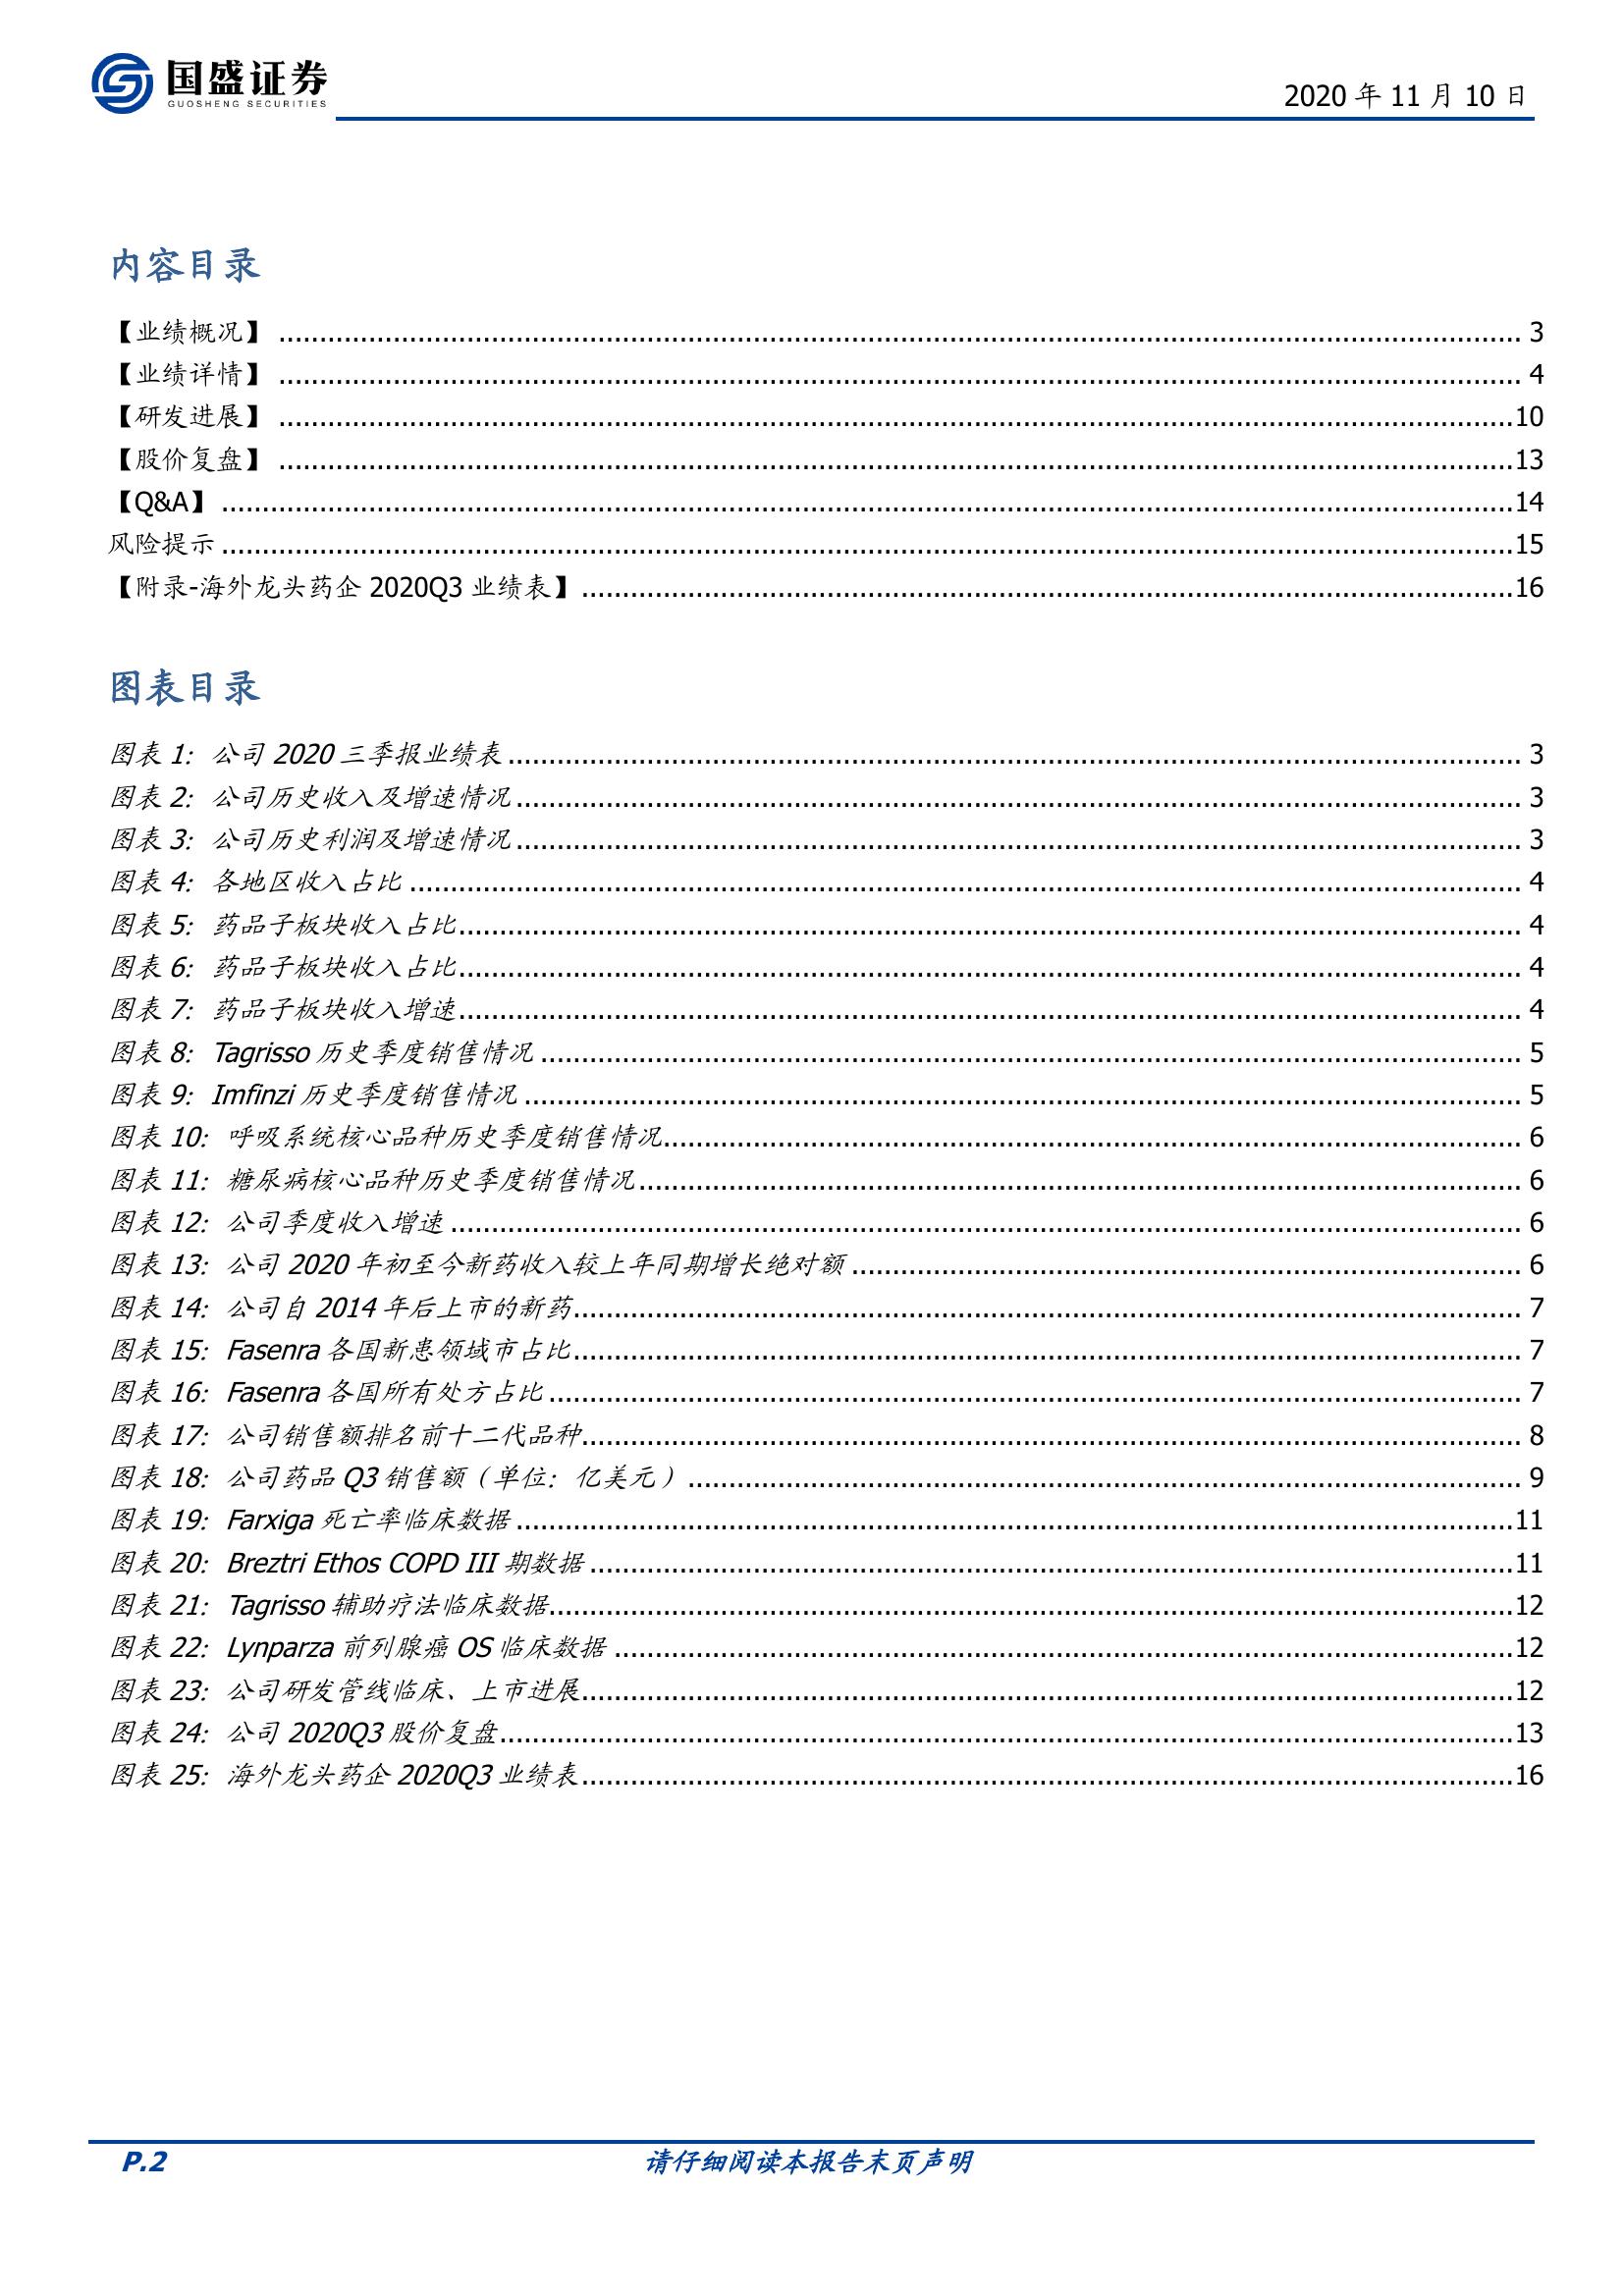 国盛证券
GUOSHENG SECURITIES
2020 年 11 月 10 日
内容目录
【业绩概况】 ........ 3
【业绩详情】 ........ 4
【研发进展】 ........ 10
【股价复盘】 ........ 13
【Q&A】 ........ 14
风险提示 ........ 15
【附录-海外龙头药企 2020Q3 业绩表】 ........ 16
图表目录
图表 1: 公司 2020 三季报业绩表 ........ 3
图表 2: 公司历史收入及增速情况 ........ 3
图表 3: 公司历史利润及增速情况 ........ 3
图表 4: 各地区收入占比 ........ 4
图表 5: 药品子板块收入占比 ........ 4
图表 6: 药品子板块收入占比 ........ 4
图表 7: 药品子板块收入增速 ........ 4
图表 8: Tagrisso 历史季度销售情况 ........ 5
图表 9: Imfinzi 历史季度销售情况 ........ 5
图表 10: 呼吸系统核心品种历史季度销售情况 ........ 6
图表 11: 糖尿病核心品种历史季度销售情况 ........ 6
图表 12: 公司季度收入增速 ........ 6
图表 13: 公司 2020 年初至今新药收入较上年同期增长绝对额 ........ 6
图表 14: 公司自 2014 年后上市的新药 ........ 7
图表 15: Fasenra 各国新患领域市占比 ........ 7
图表 16: Fasenra 各国所有处方占比 ........ 7
图表 17: 公司销售额排名前十二代品种 ........ 8
图表 18: 公司药品 Q3 销售额（单位：亿美元） ........ 9
图表 19: Farxiga 死亡率临床数据 ........ 11
图表 20: Breztri Ethos COPD III 期数据 ........ 11
图表 21: Tagrisso 辅助疗法临床数据 ........ 12
图表 22: Lynparza 前列腺癌 OS 临床数据 ........ 12
图表 23: 公司研发管线临床、上市进展 ........ 12
图表 24: 公司 2020Q3 股价复盘 ........ 13
图表 25: 海外龙头药企 2020Q3 业绩表 ........ 16
P.2 请仔细阅读本报告末页声明